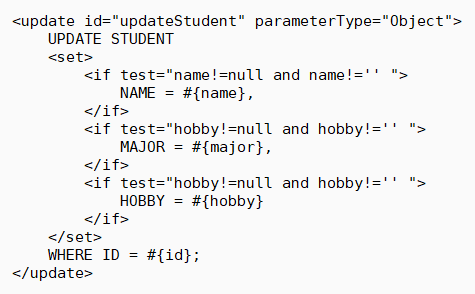 <update id="updateStudent" parameterType="Object">
    UPDATE STUDENT
    <set>
        <if test="name!=null and name!='' ">
            NAME = #{name},
        </if>
        <if test="hobby!=null and hobby!='' ">
            MAJOR = #{major},
        </if>
        <if test="hobby!=null and hobby!='' ">
            HOBBY = #{hobby}
        </if>
    </set>
    WHERE ID = #{id};
</update>